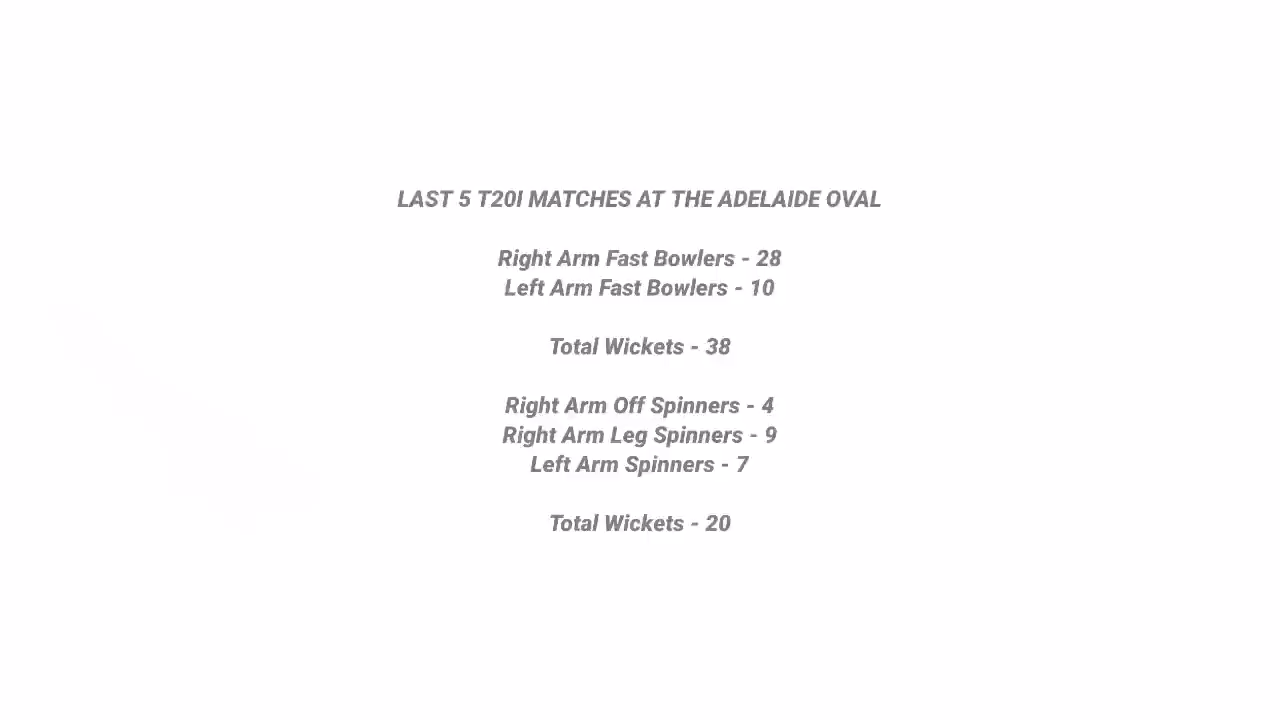 LAST 5 T20I MATCHES AT THE ADELAIDE OVAL
Right Arm Fast Bowlers - 28
Left Arm Fast Bowlers - 10
Total Wickets - 38
Right Arm Off Spinners - 4
Right Arm Leg Spinners - 9
Left Arm Spinners - 7
Total Wickets - 20